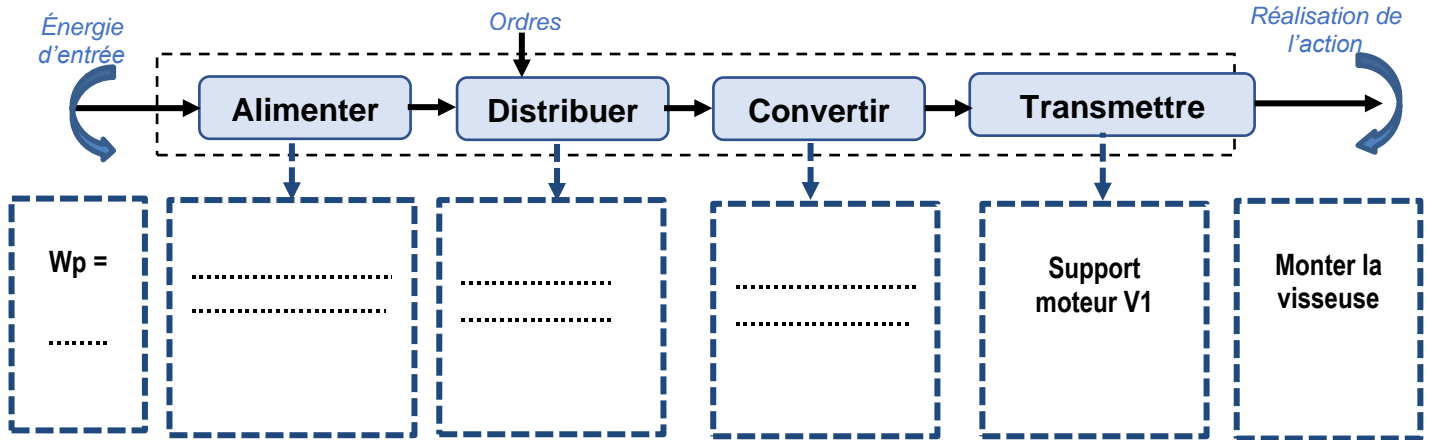 Énergie
d'entrée
Ordres
Réalisation de
l'action
Alimenter
Distribuer
Convertir
Transmettre
Wp =
..........
........................................
........................................
..............................
..............................
....................................
....................................
Support
moteur V1
Monter la
visseuse